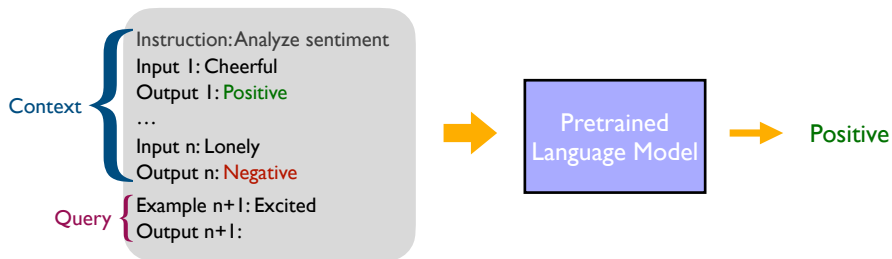 Context
Instruction: Analyze sentiment
Input 1: Cheerful
Output 1: Positive
...
Input n: Lonely
Output n: Negative
Query
Example n+1: Excited
Output n+1:
Pretrained
Language Model
Positive